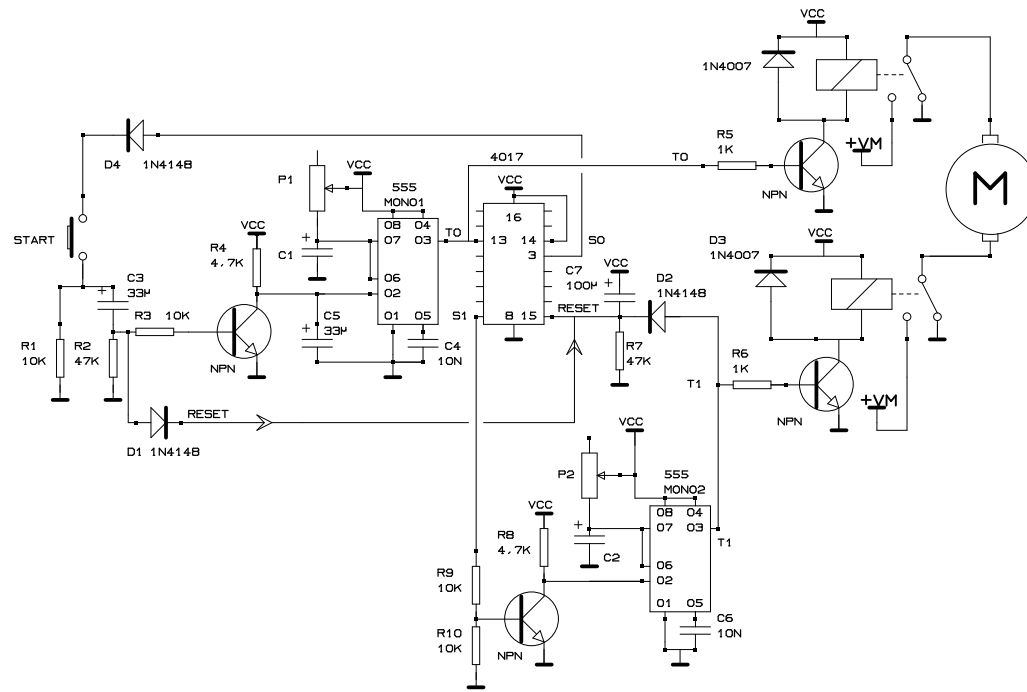 VCC
1N4007
R5
1K
+VM
NPN
M
D4 1N4148
4017
T0
VCC
P1
VCC
555
MONO1
16
08 04
07 03
T0
13 14
S0
3
START
VCC
R4
4,7K
C1
+
06
02
D3
1N4007
VCC
C7
100µ
VCC
+
D2
1N4148
C3
33µ
+
R3 10K
C5
33µ
+
01 05
S1
8 15
RESET
R1
10K
R2
47K
NPN
C4
10N
R7
47K
R6
1K
T1
+VM
NPN
RESET
D1 1N4148
VCC
P2
555
MONO2
VCC
08 04
07 03
T1
+
C2
R8
4,7K
06
02
R9
10K
01 05
C6
10N
R10
10K
NPN